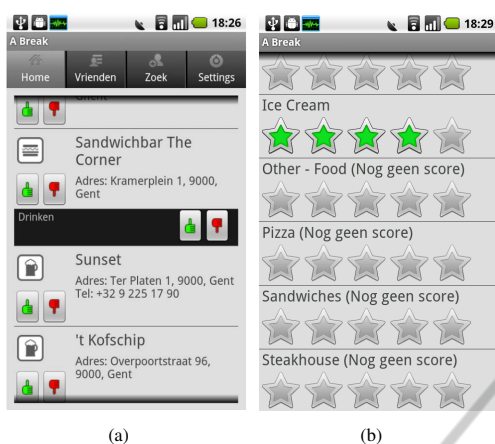 18:26
A Break
Home Vrienden Zoek Settings
Gent
Sandwichbar The
Corner
Adres: Kramerplein 1, 9000,
Gent
Drinken
Sunset
Adres: Ter Platen 1, 9000, Gent
Tel: +32 9 225 17 90
't Kofschip
Adres: Overpoortstraat 96,
9000, Gent
(a)
18:29
A Break
Ice Cream
Other - Food (Nog geen score)
Pizza (Nog geen score)
Sandwiches (Nog geen score)
Steakhouse (Nog geen score)
(b)